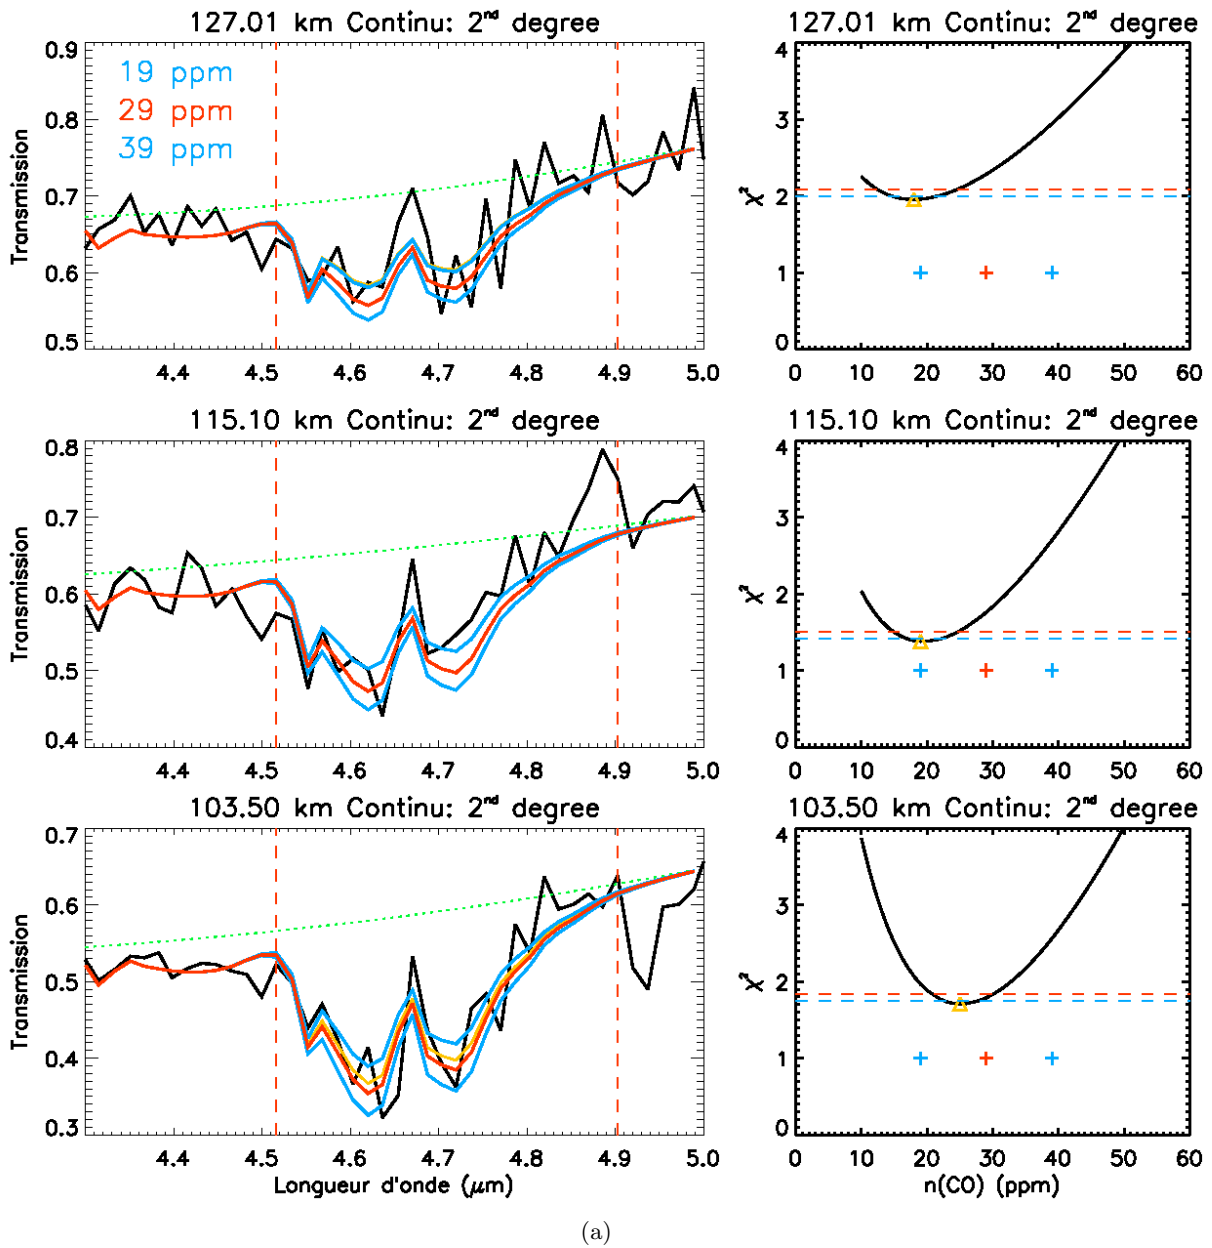 127.01 km Continu: 2nd degree
127.01 km Continu: 2nd degree
19 ppm
29 ppm
39 ppm
Transmission
0.9
0.8
0.7
0.6
0.5
4.4 4.5 4.6 4.7 4.8 4.9 5.0
χ²
4
3
2
1
0
0 10 20 30 40 50 60
115.10 km Continu: 2nd degree
115.10 km Continu: 2nd degree
Transmission
0.8
0.7
0.6
0.5
0.4
4.4 4.5 4.6 4.7 4.8 4.9 5.0
χ²
4
3
2
1
0
0 10 20 30 40 50 60
103.50 km Continu: 2nd degree
103.50 km Continu: 2nd degree
Transmission
0.7
0.6
0.5
0.4
0.3
4.4 4.5 4.6 4.7 4.8 4.9 5.0
Longueur d'onde (μm)
χ²
4
3
2
1
0
0 10 20 30 40 50 60
n(CO) (ppm)
(a)